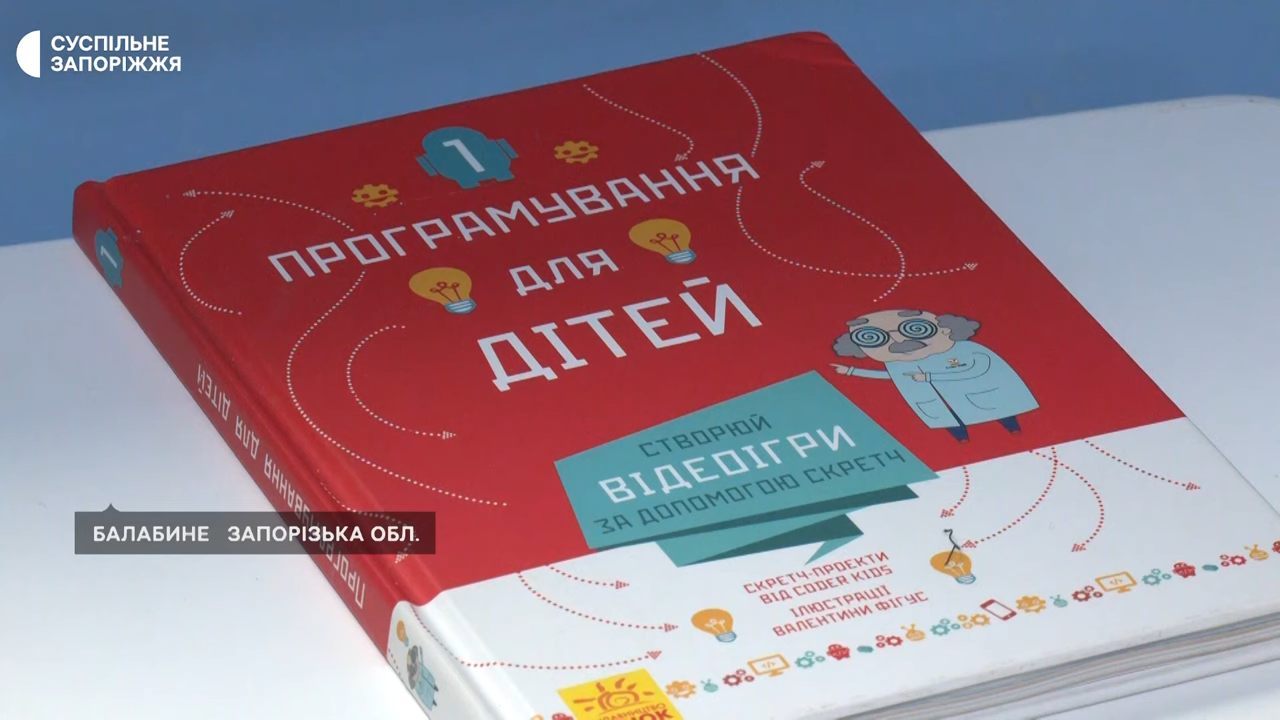 СУСПІЛЬНЕ
ЗАПОРІЖЖЯ
1
ПРОГРАМУВАННЯ
ДЛЯ
ДІТЕЙ
СТВОРЮЙ
ВІДЕОІГРИ
ЗА ДОПОМОГОЮ СКРЕТЧ
СКРЕТЧ-ПРОЕКТИ
ВІД CODER KIDS
ІЛЮСТРАЦІЇ
ВАЛЕНТИНИ ФІГУС
1
ПРОГРАМУВАННЯ ДЛЯ ДІТЕЙ
БАЛАБИНЕ ЗАПОРІЗЬКА ОБЛ.